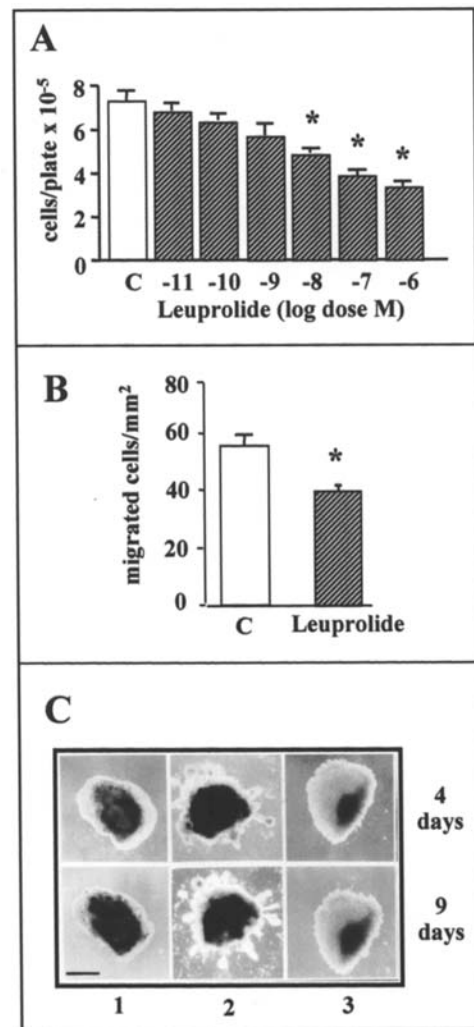 A
cells/plate x 10⁻⁵
8
6
4
2
0
C -11 -10 -9 -8 -7 -6
* * *
Leuprolide (log dose M)
B
migrated cells/mm²
80
60
40
20
0
*
C Leuprolide
C
4
days
9
days
1 2 3